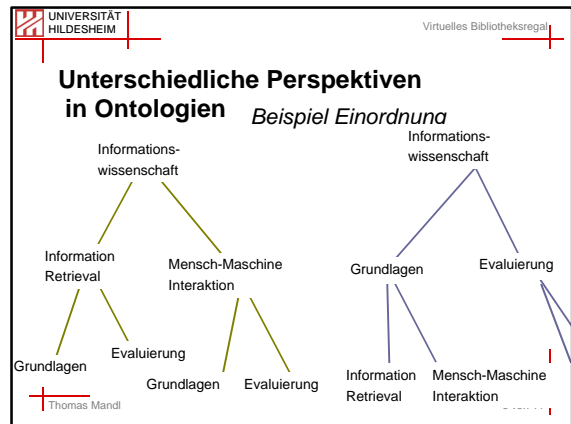 UNIVERSITÄT
HILDESHEIM
Virtuelles Bibliotheksregal
Unterschiedliche Perspektiven
in Ontologien
Beispiel Einordnung
Informations-
wissenschaft
Information
Retrieval
Mensch-Maschine
Interaktion
Grundlagen
Evaluierung
Grundlagen
Evaluierung
Informations-
wissenschaft
Grundlagen
Evaluierung
Information
Retrieval
Mensch-Maschine
Interaktion
Thomas Mandl